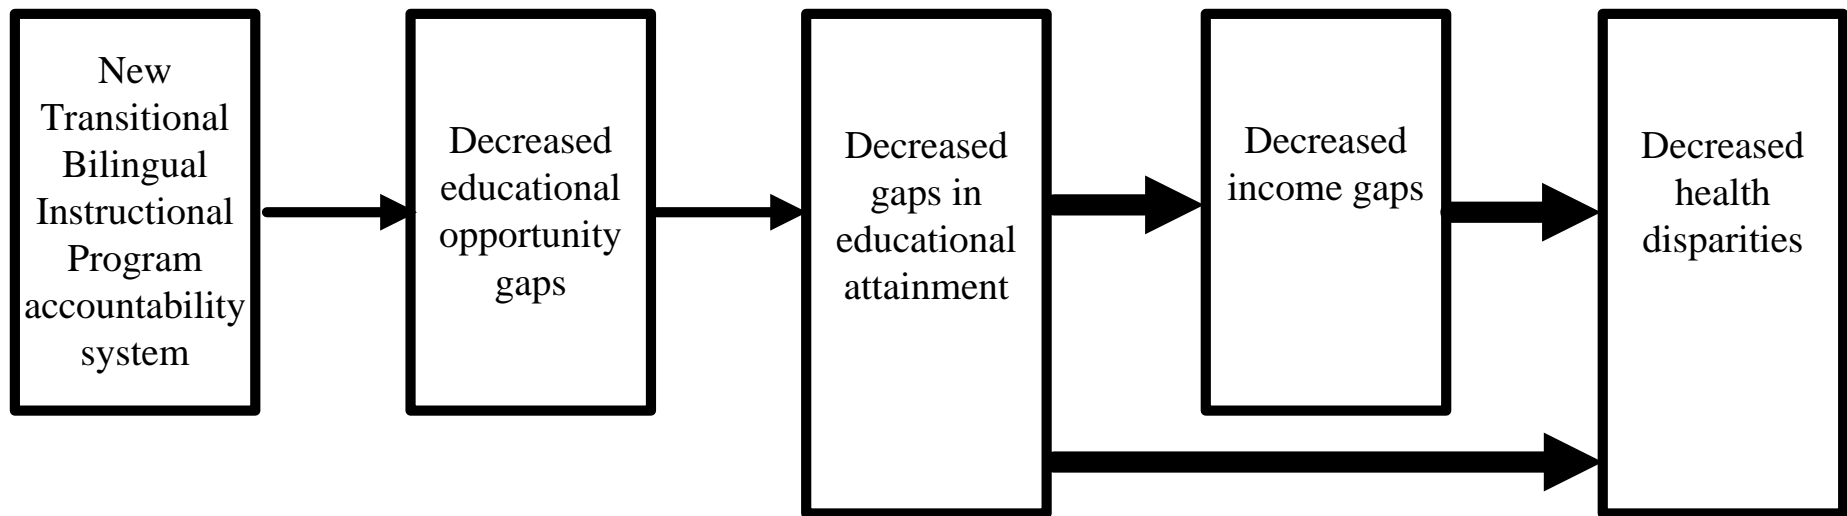 New
Transitional
Bilingual
Instructional
Program
accountability
system
Decreased
educational
opportunity
gaps
Decreased
gaps in
educational
attainment
Decreased
income gaps
Decreased
health
disparities